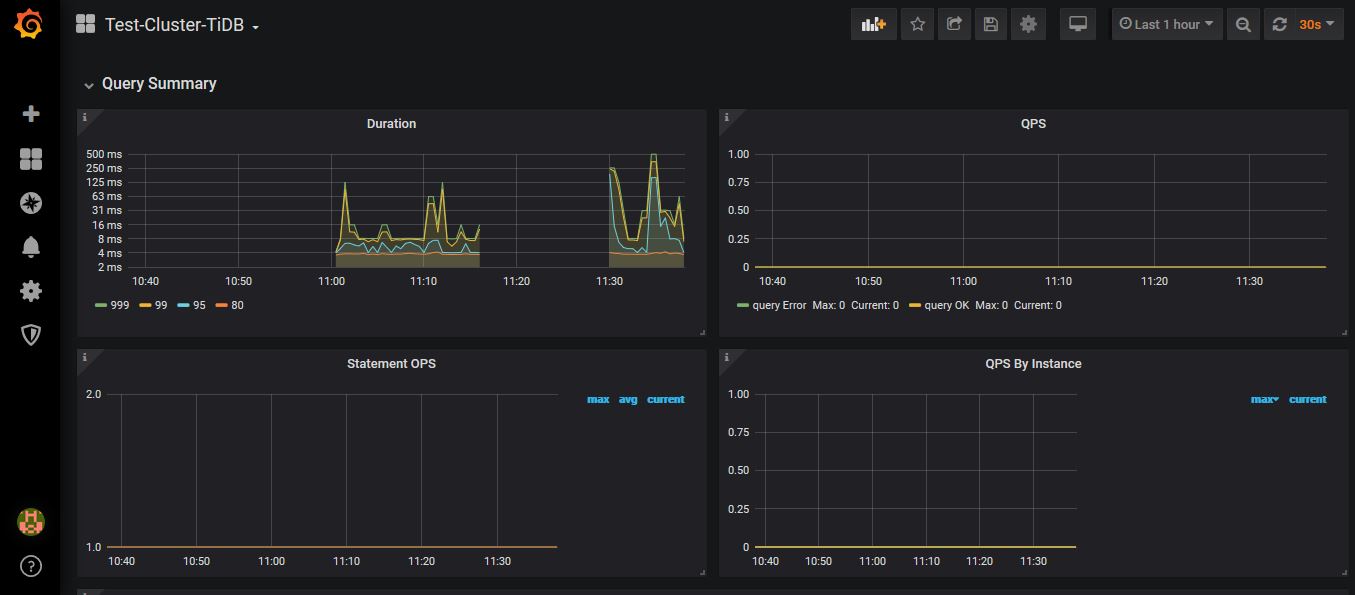 Test-Cluster-TiDB
Last 1 hour
30s
Query Summary
Duration
500 ms
250 ms
125 ms
63 ms
31 ms
16 ms
8 ms
4 ms
2 ms
10:40 10:50 11:00 11:10 11:20 11:30
999 99 95 80
QPS
1.00
0.75
0.50
0.25
0
10:40 10:50 11:00 11:10 11:20 11:30
query Error Max: 0 Current: 0 query OK Max: 0 Current: 0
Statement OPS
2.0
1.0
10:40 10:50 11:00 11:10 11:20 11:30
max avg current
QPS By Instance
1.00
0.75
0.50
0.25
0
10:40 10:50 11:00 11:10 11:20 11:30
max current